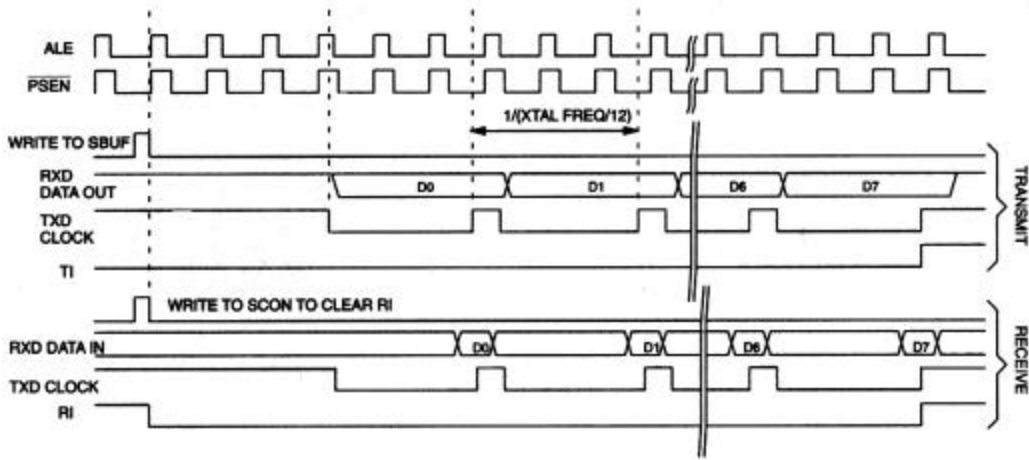 ALE
PSEN
1/(XTAL FREQ/12)
WRITE TO SBUF
RXD
DATA OUT
D0 D1 D6 D7
TXD
CLOCK
TI
TRANSMIT
WRITE TO SCON TO CLEAR RI
RXD DATA IN
D0 D1 D6 D7
TXD CLOCK
RI
RECEIVE